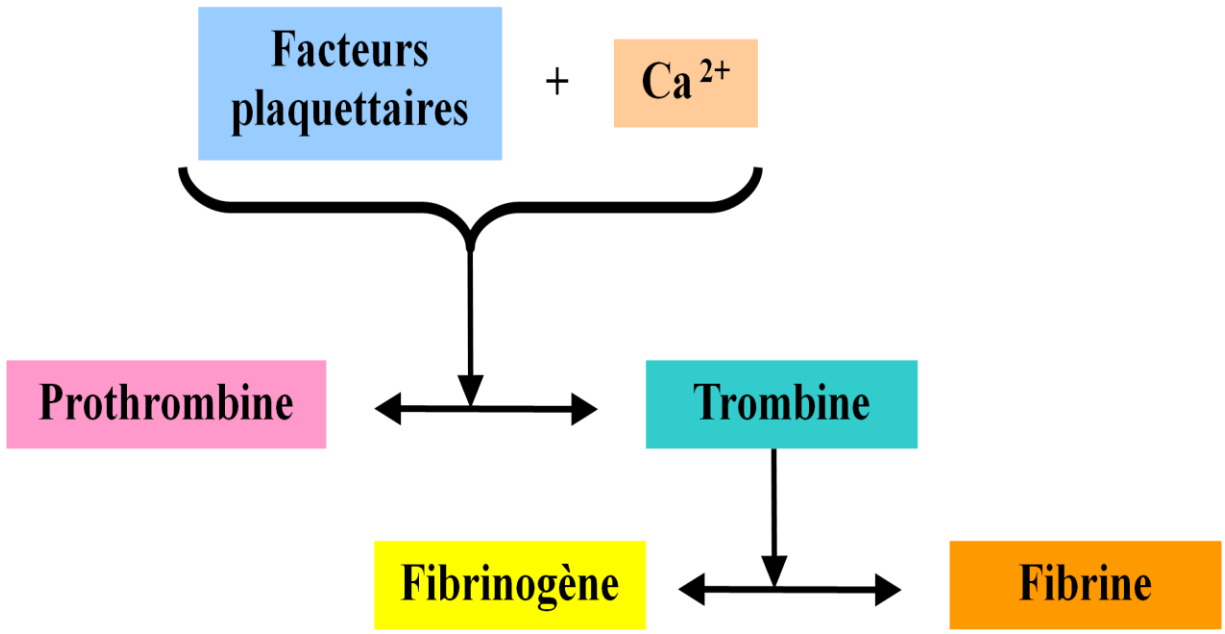 Facteurs
plaquettaires
+
Ca 2+
Prothrombine
Trombine
Fibrinogène
Fibrine